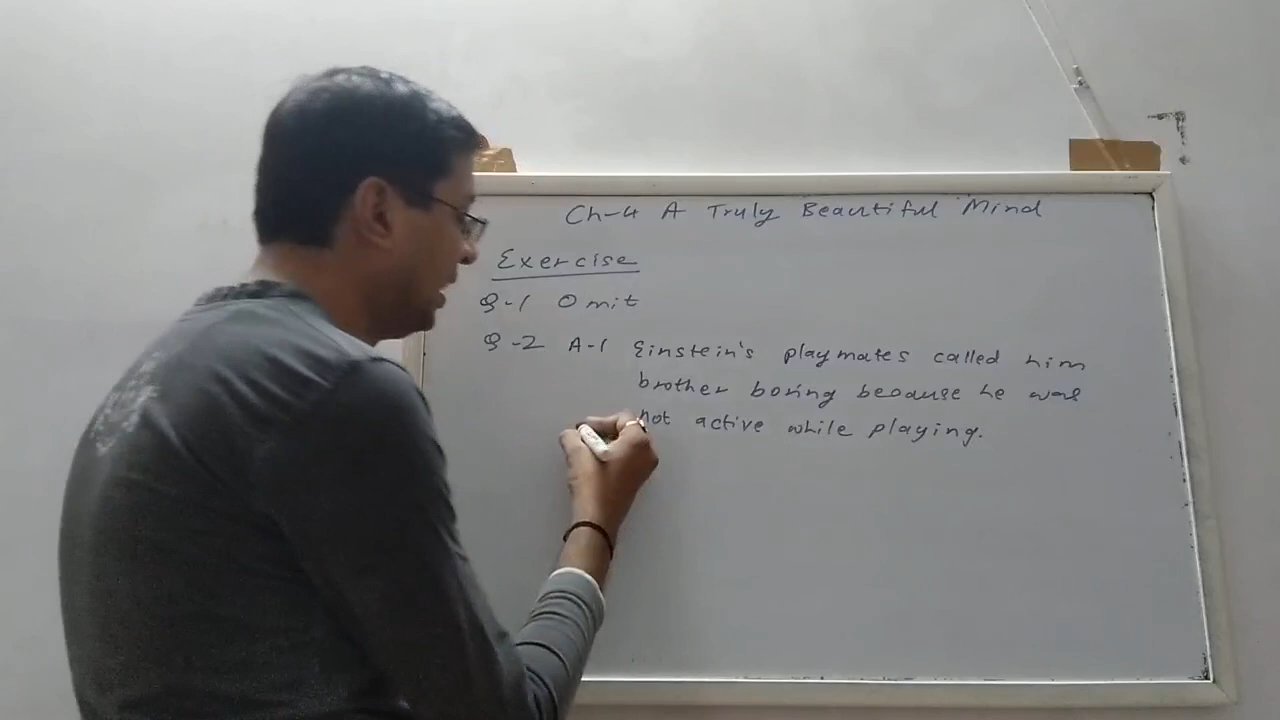 Ch-4 A Truly Beautiful Mind
Exercise
Q-1 Omit
Q-2 A-1 Einstein's playmates called him
brother boring because he was
not active while playing.